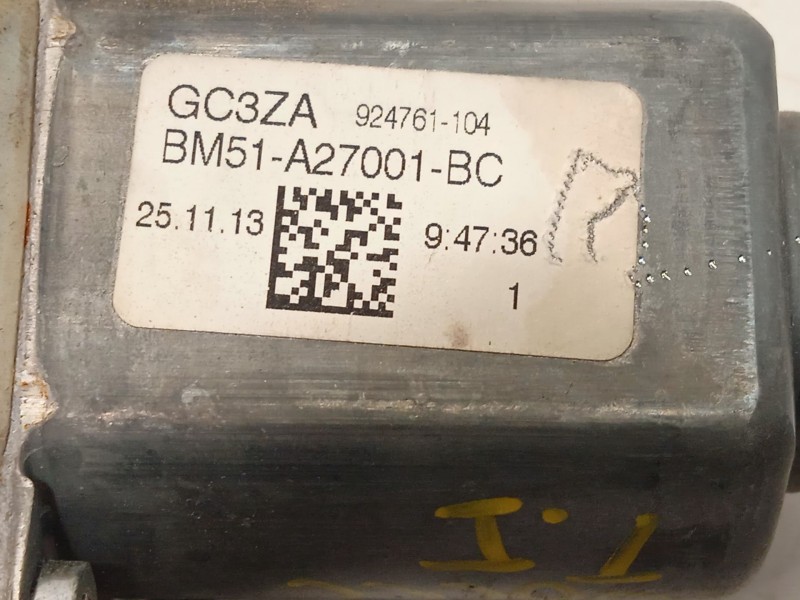 GC3ZA 924761-104
BM51-A27001-BC
25.11.13 9:47:36
1
R